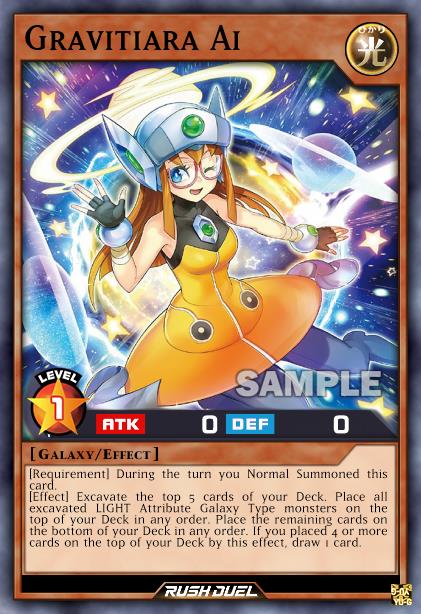 Gravitiara Ai
ひかり
光
SAMPLE
LEVEL
1
ATK 0 DEF 0
[Galaxy/Effect]
[Requirement] During the turn you Normal Summoned this
card.
[Effect] Excavate the top 5 cards of your Deck. Place all
excavated LIGHT Attribute Galaxy Type monsters on the
top of your Deck in any order. Place the remaining cards on
the bottom of your Deck in any order. If you placed 4 or more
cards on the top of your Deck by this effect, draw 1 card.
RUSH DUEL